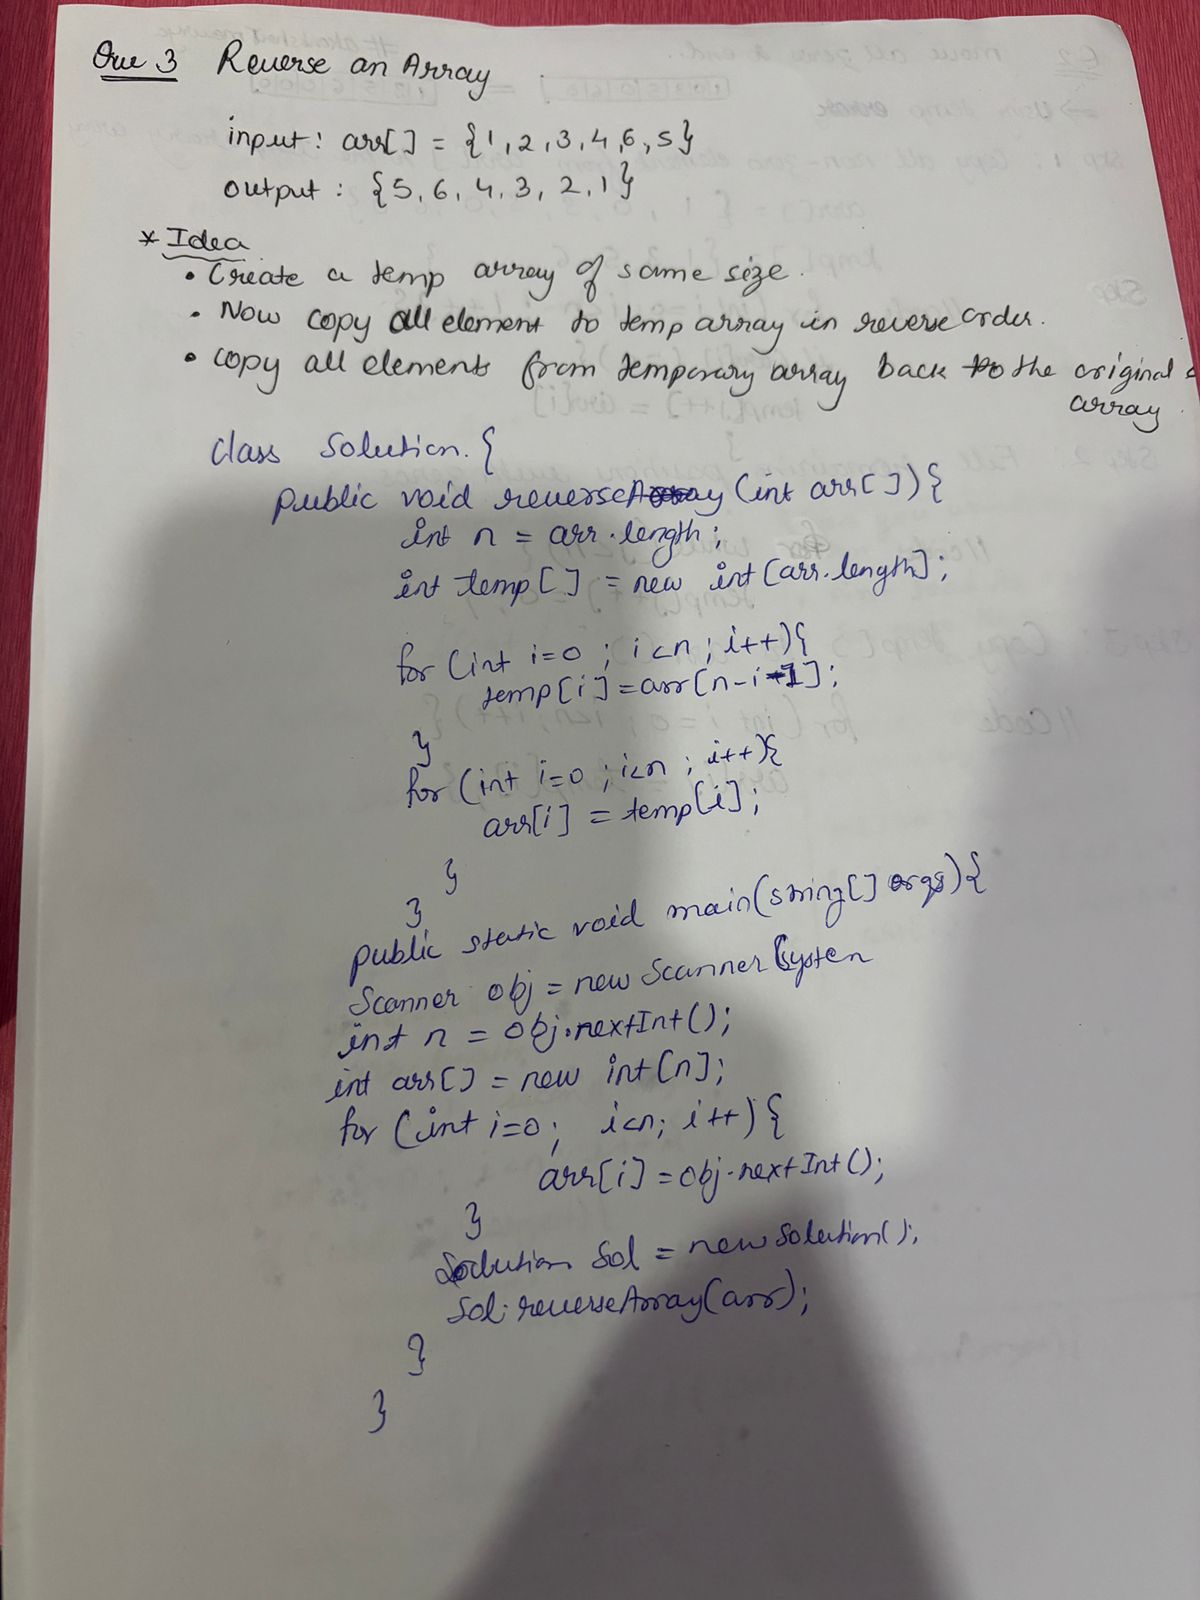 Que 3 Reverse an Array
input: arr[] = {1,2,3,4,6,5}
output: {5,6,4,3,2,1}
* Idea
• Create a temp array of same size.
• Now copy all element to temp array in reverse order.
• copy all elements from temporary array back to the original
array
class Solution {
public void reverseArray (int arr[]){
int n = arr.length;
int temp[] = new int[arr.length];
for (int i=0 ; i<n ; i++){
temp[i]=arr[n-i-1];
}
for (int i=0 ; i<n ; i++){
arr[i] = temp[i];
}
}
public static void main(string[] args){
Scanner obj = new Scanner(system
int n = obj.nextInt();
int arr[] = new int[n];
for (int i=0; i<n; i++){
arr[i] = obj.nextInt();
}
Solution Sol = new Solution();
Sol.reverseArray(arr);
}
}